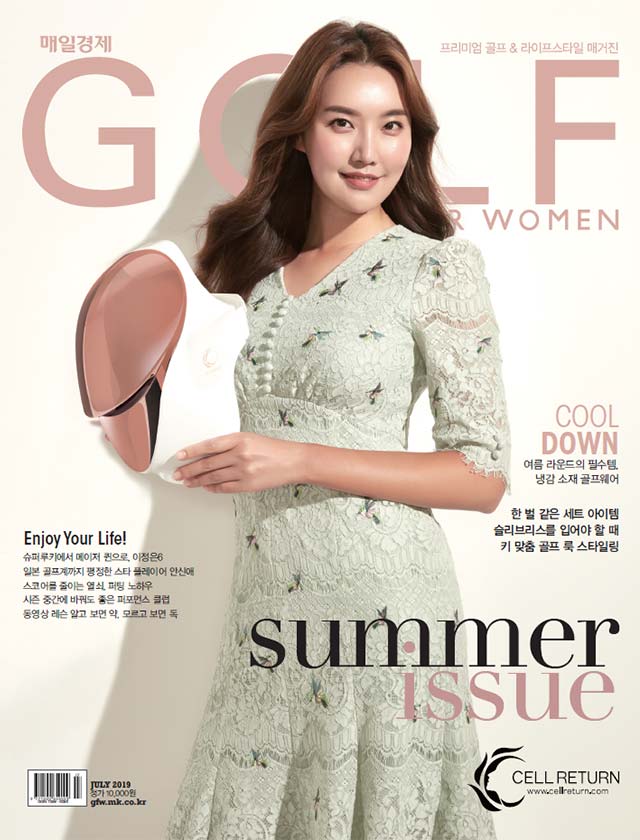 매일경제
프리미엄 골프 & 라이프스타일 매거진
GOLF
R WOMEN
COOL
DOWN
여름 라운드의 필수템,
냉감 소재 골프웨어
한 벌 같은 세트 아이템
슬리브리스를 입어야 할 때
키 맞춤 골프 룩 스타일링
Enjoy Your Life!
슈퍼루키에서 메이저 퀸으로, 이정은6
일본 골프계까지 평정한 스타 플레이어 안신애
스코어를 줄이는 열쇠, 퍼팅 노하우
시즌 중간에 바꿔도 좋은 퍼포먼스 클럽
동영상 레슨 알고 보면 약, 모르고 보면 독
summer
issue
JULY 2019
정가 10,000원
gfw.mk.co.kr
CELLRETURN
www.cellreturn.com